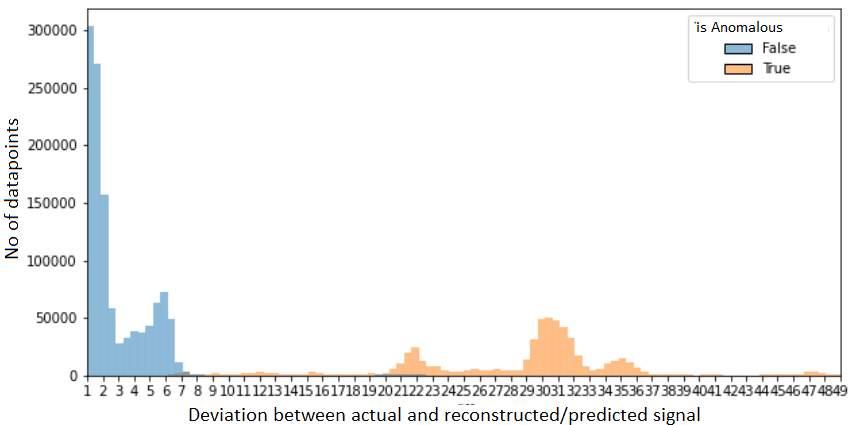 is Anomalous
False
True
300000
250000
200000
150000
100000
50000
0
No of datapoints
1 2 3 4 5 6 7 8 9 10 11 12 13 14 15 16 17 18 19 20 21 22 23 24 25 26 27 28 29 30 31 32 33 34 35 36 37 38 39 40 41 42 43 44 45 46 47 48 49
Deviation between actual and reconstructed/predicted signal